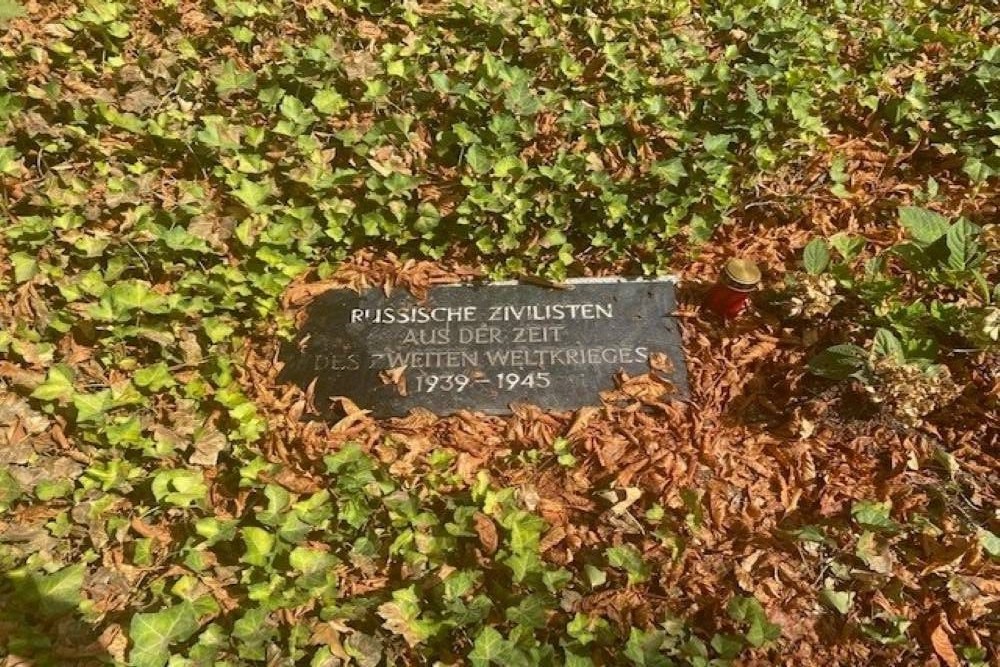 RUSSISCHE ZIVILISTEN
AUS DER ZEIT
DES ZWEITEN WELTKRIEGES
1939 – 1945